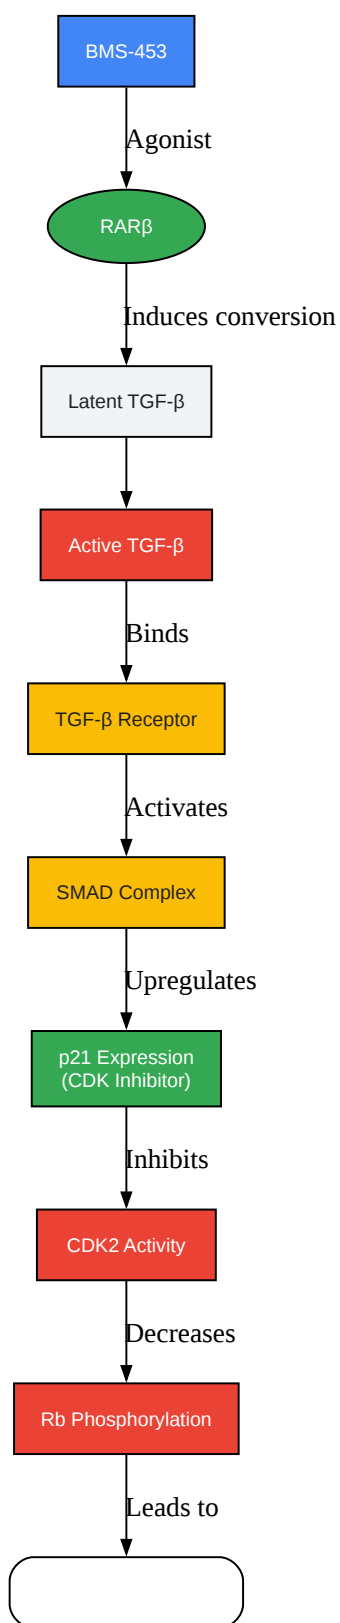 BMS-453
Agonist
RARβ
Induces conversion
Latent TGF-β
Active TGF-β
Binds
TGF-β Receptor
Activates
SMAD Complex
Upregulates
p21 Expression
(CDK Inhibitor)
Inhibits
CDK2 Activity
Decreases
Rb Phosphorylation
Leads to